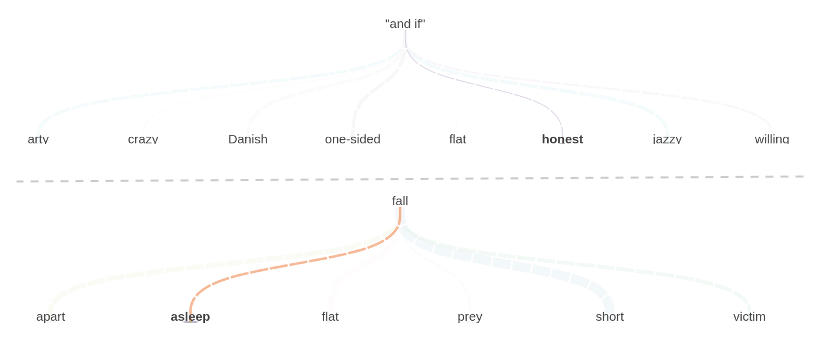 "and if"
arty crazy Danish one-sided flat honest jazzy willing
fall
apart asleep flat prey short victim